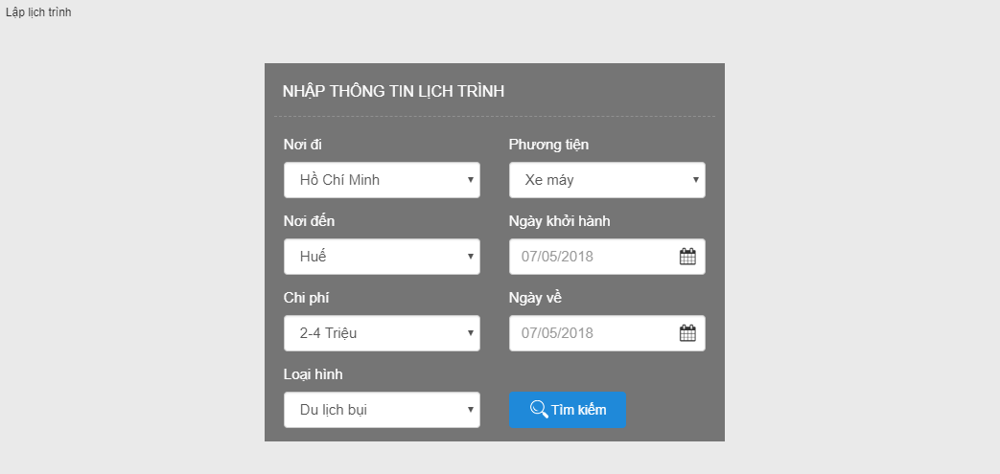 Lập lịch trình
NHẬP THÔNG TIN LỊCH TRÌNH
Nơi đi
Phương tiện
Hồ Chí Minh
Xe máy
Nơi đến
Ngày khởi hành
Huế
07/05/2018
Chi phí
Ngày về
2-4 Triệu
07/05/2018
Loại hình
Du lịch bụi
Tìm kiếm